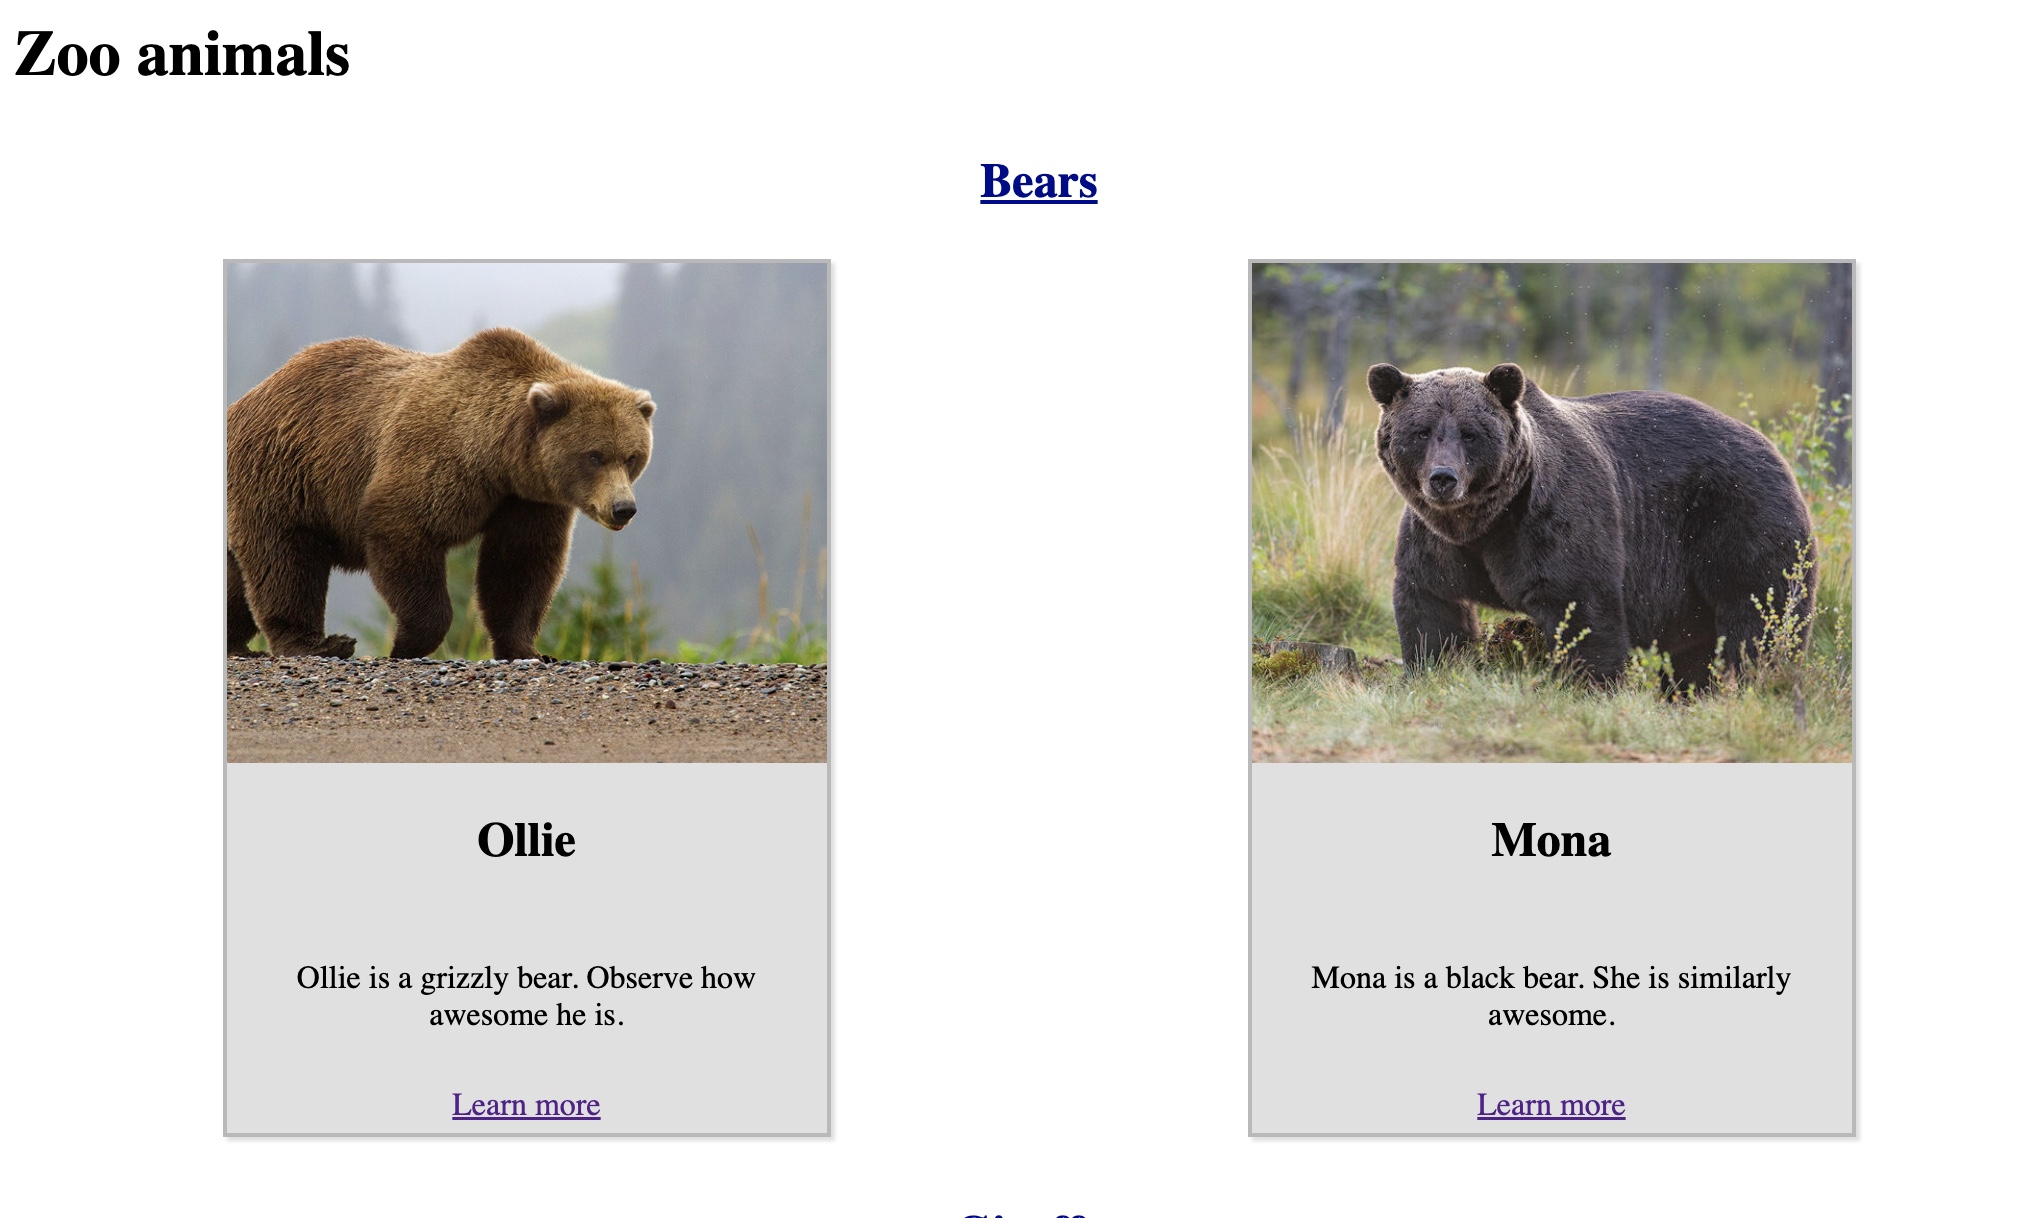 Zoo animals
Bears
Ollie
Mona
Ollie is a grizzly bear. Observe how
awesome he is.
Mona is a black bear. She is similarly
awesome.
Learn more
Learn more